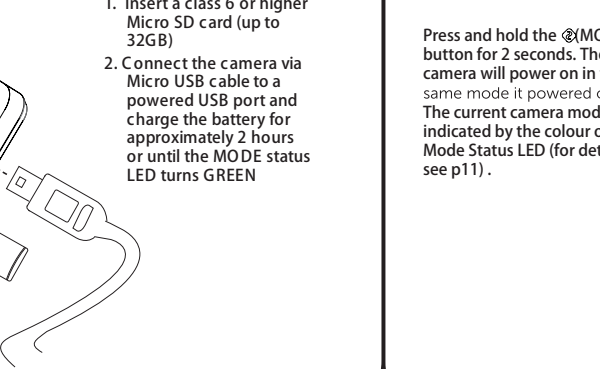 1. Insert a class 6 or higher
Micro SD card (up to
32GB)
2. Connect the camera via
Micro USB cable to a
powered USB port and
charge the battery for
approximately 2 hours
or until the MODE status
LED turns GREEN
Press and hold the (MO
button for 2 seconds. The
camera will power on in
same mode it powered
The current camera mod
indicated by the colour
Mode Status LED (for det
see p11) .